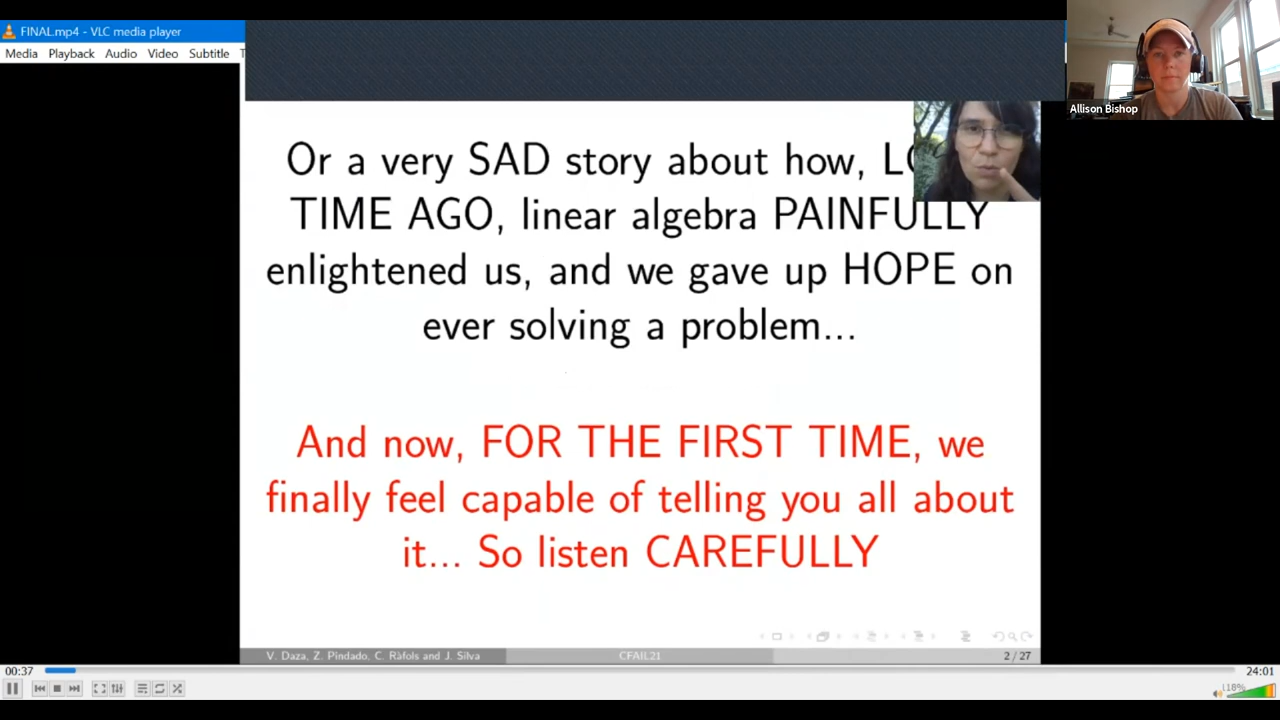 FINAL.mp4 - VLC media player
Media Playback Audio Video Subtitle
Allison Bishop
Or a very SAD story about how,
TIME AGO, linear algebra PAINFULLY
enlightened us, and we gave up HOPE on
ever solving a problem...
And now, FOR THE FIRST TIME, we
finally feel capable of telling you all about
it... So listen CAREFULLY
V. Daza, Z. Pindado, C. Ràfols and J. Silva CFAIL21 2 / 27
00:37 24:01